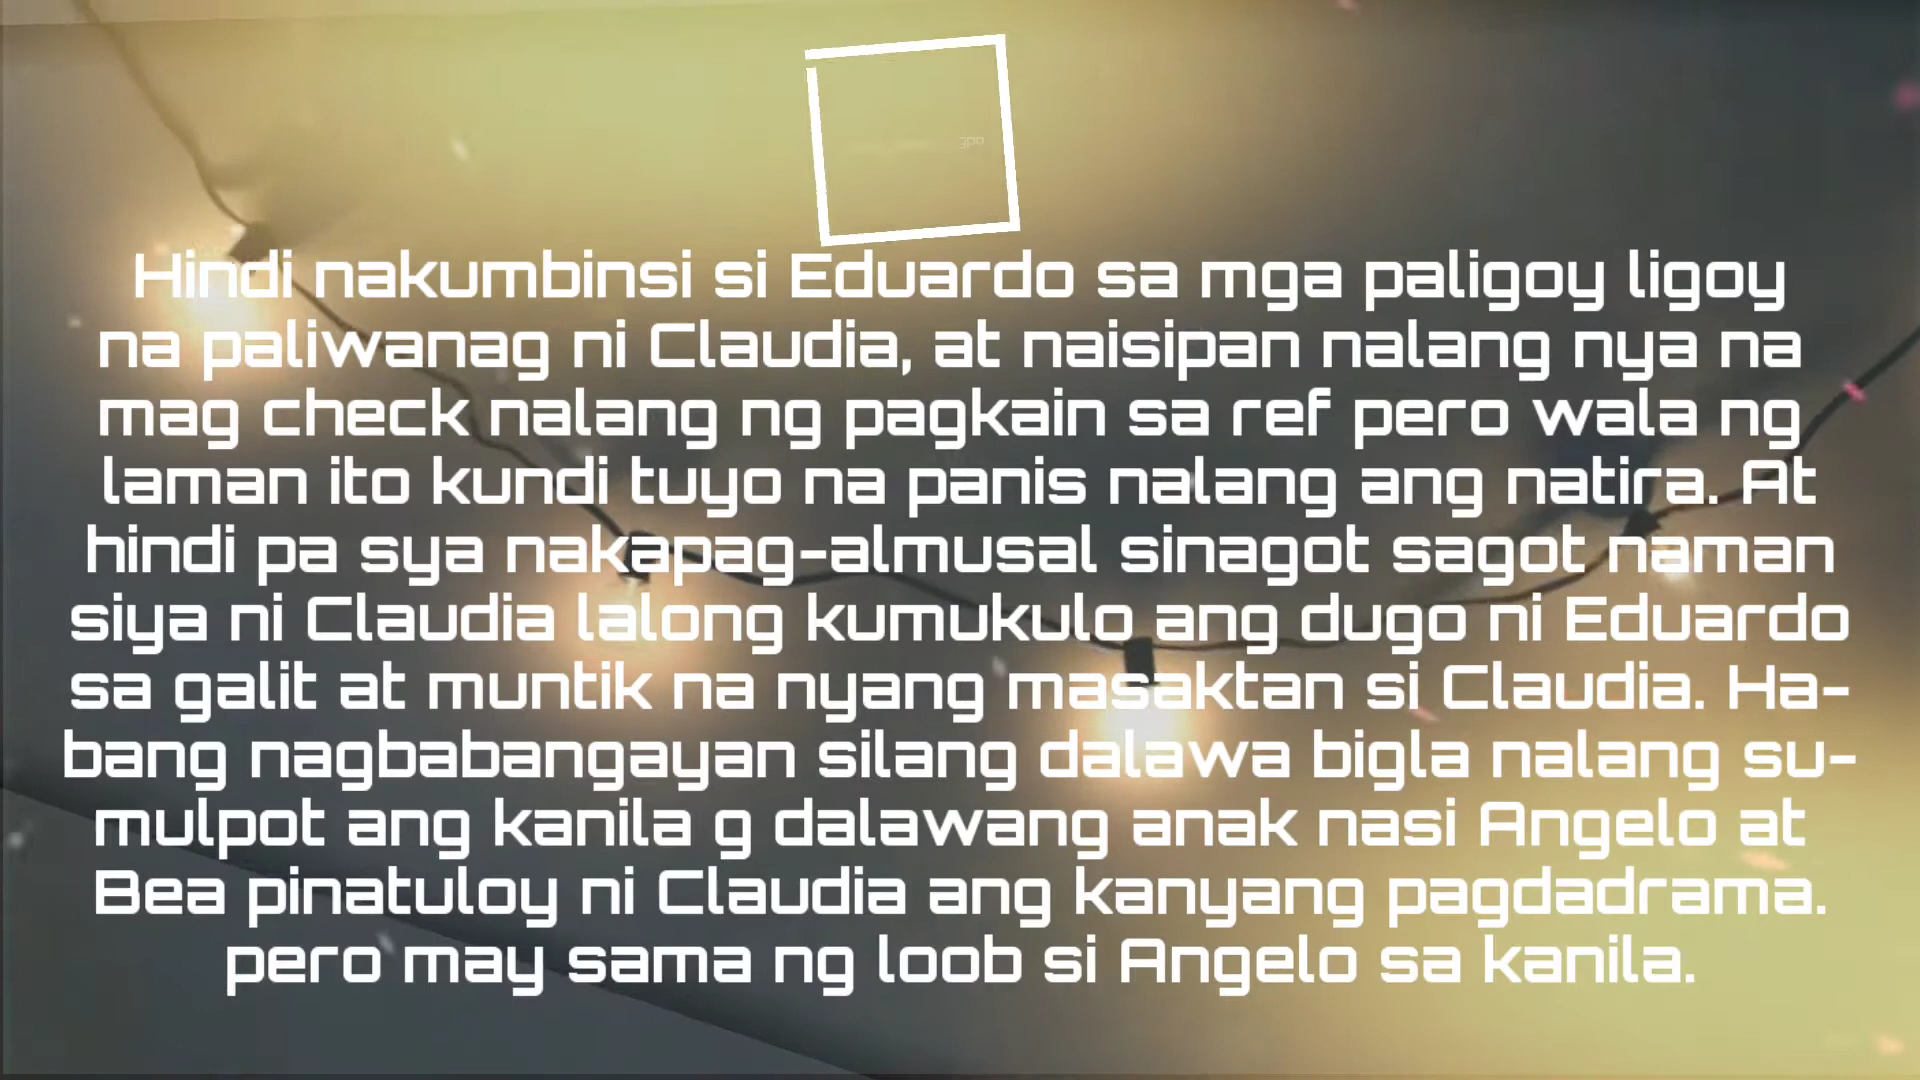 Hindi nakumbinsi si Eduardo sa mga paligoy ligoy
na paliwanag ni Claudia, at naisipan nalang nya na
mag check nalang ng pagkain sa ref pero wala ng
laman ito kundi tuyo na panis nalang ang natira. At
hindi pa sya nakapag-almusal sinagot sagot naman
siya ni Claudia lalong kumukulo ang dugo ni Eduardo
sa galit at muntik na nyang masaktan si Claudia. Ha-
bang nagbabangayan silang dalawa bigla nalang su-
mulpot ang kanila g dalawang anak nasi Angelo at
Bea pinatuloy ni Claudia ang kanyang pagdadrama.
pero may sama ng loob si Angelo sa kanila.